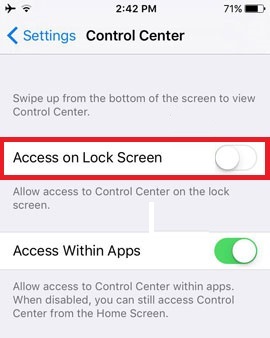 2:42 PM 71%
Settings Control Center
Swipe up from the bottom of the screen to view
Control Center.
Access on Lock Screen
Allow access to Control Center on the lock
screen.
Access Within Apps
Allow access to Control Center within apps.
When disabled, you can still access Control
Center from the Home Screen.